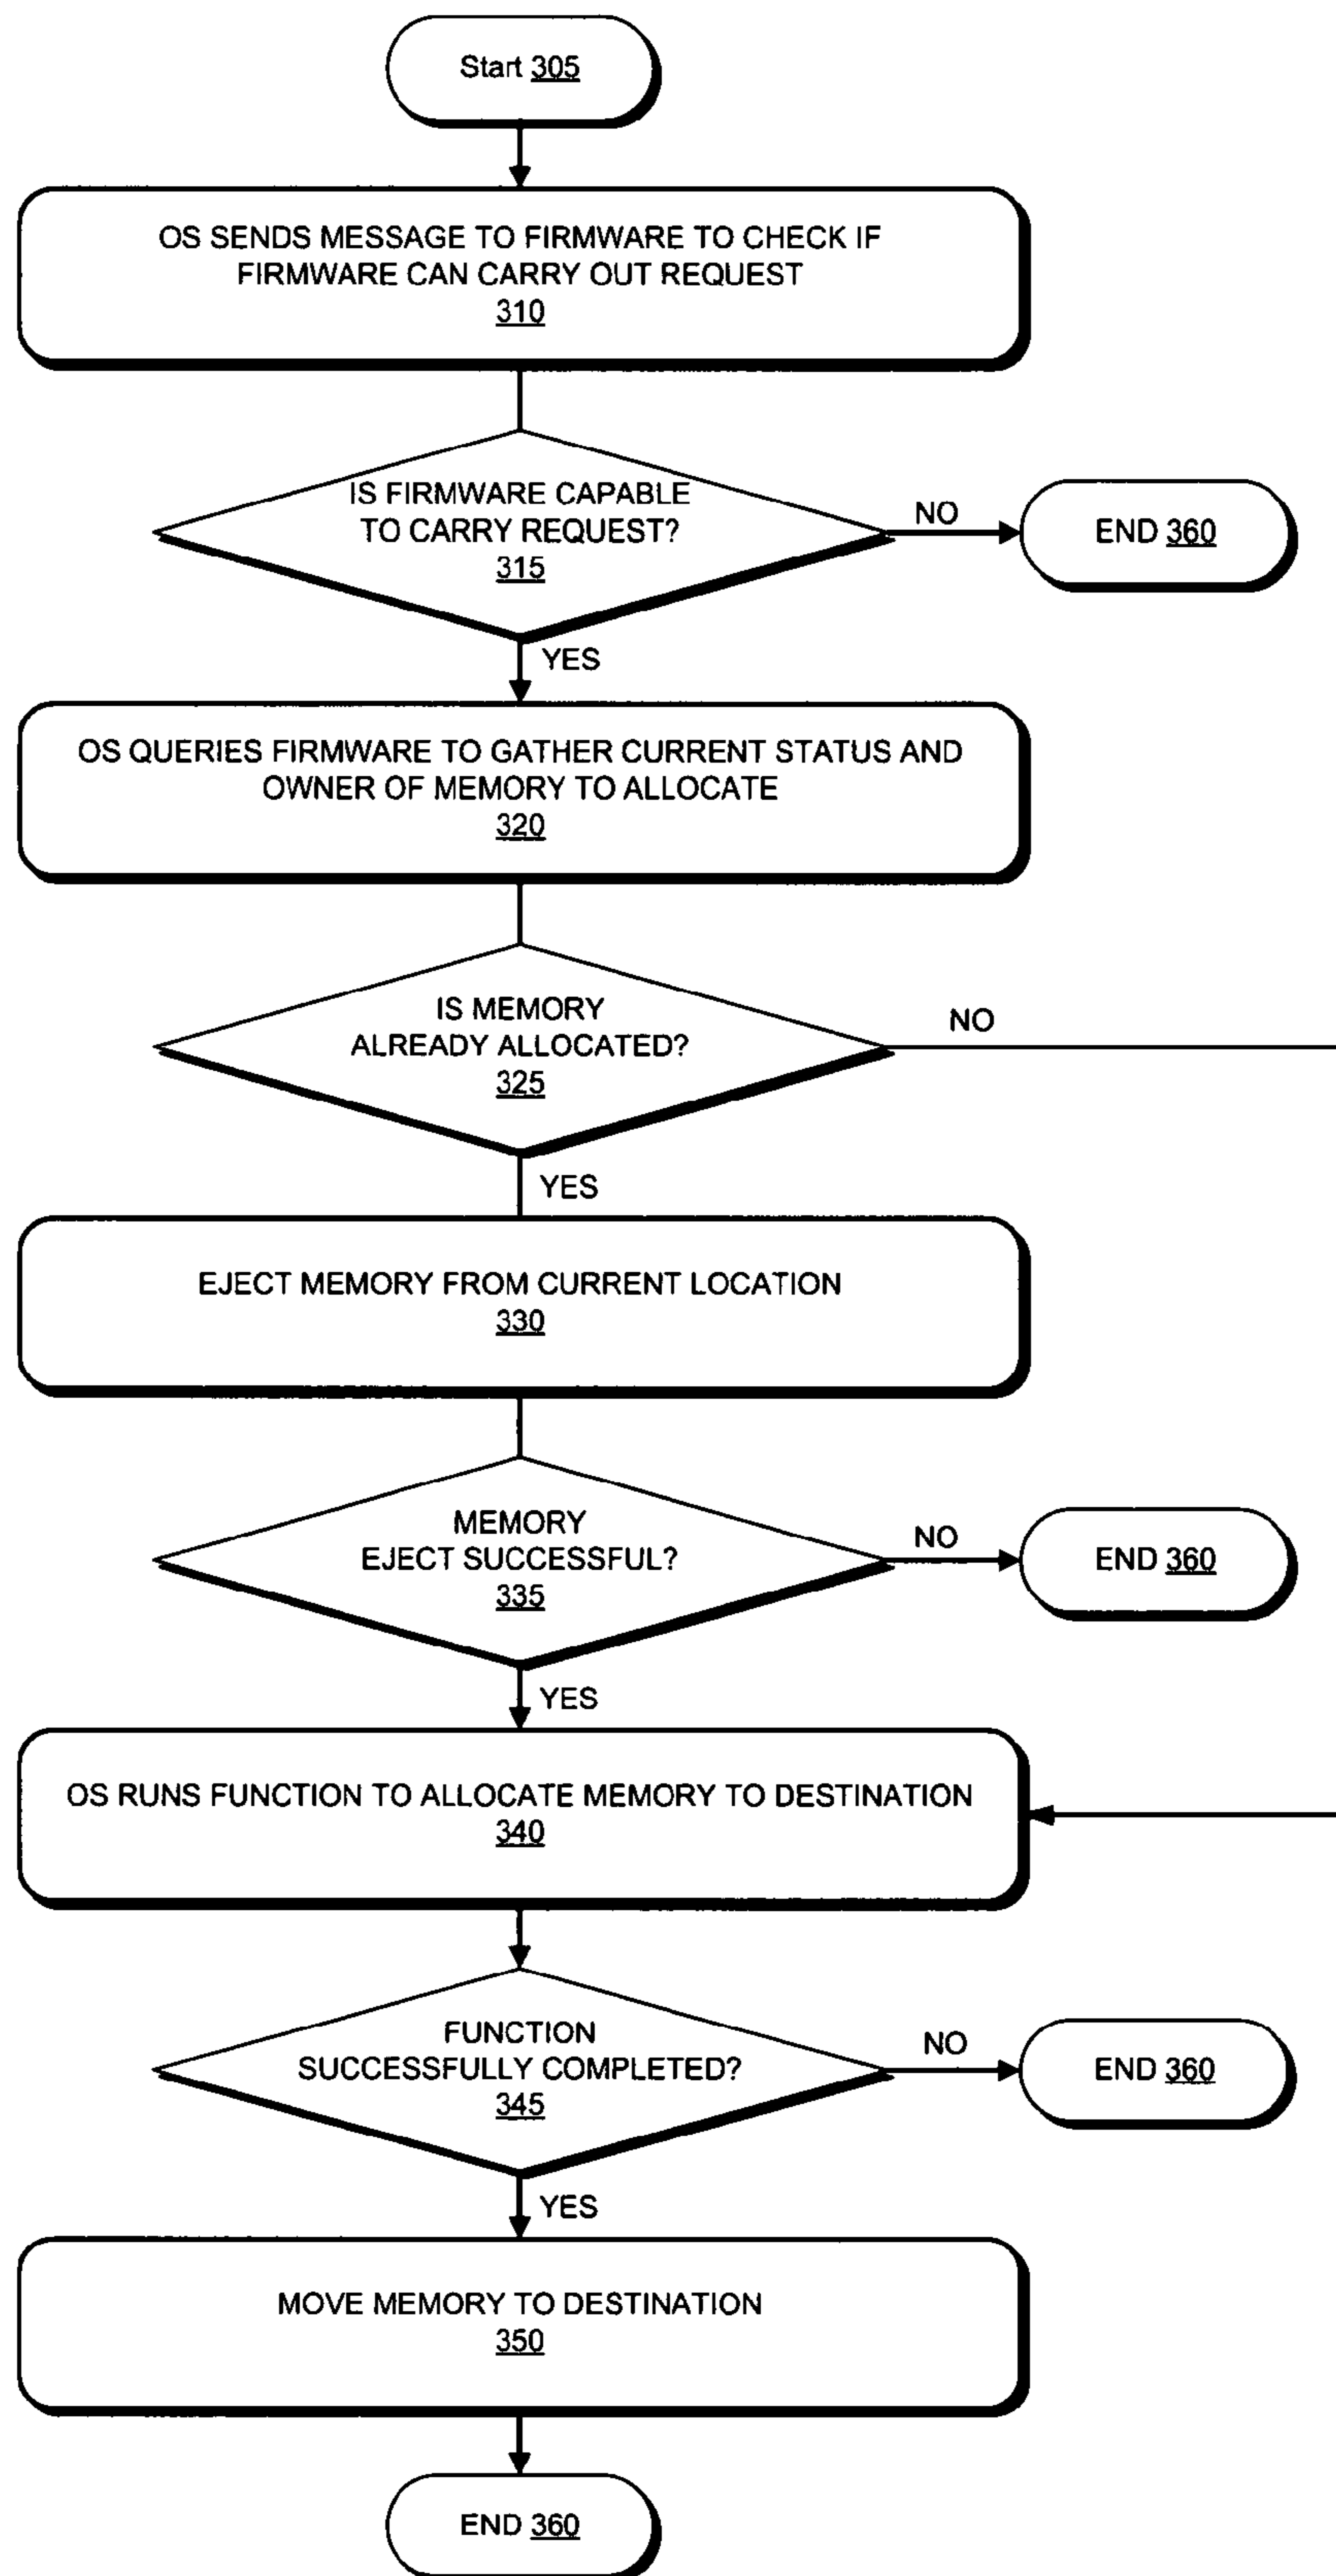 Start 305
OS SENDS MESSAGE TO FIRMWARE TO CHECK IF
FIRMWARE CAN CARRY OUT REQUEST
310
IS FIRMWARE CAPABLE
TO CARRY REQUEST?
315
NO
END 360
YES
OS QUERIES FIRMWARE TO GATHER CURRENT STATUS AND
OWNER OF MEMORY TO ALLOCATE
320
IS MEMORY
ALREADY ALLOCATED?
325
NO
YES
EJECT MEMORY FROM CURRENT LOCATION
330
MEMORY
EJECT SUCCESSFUL?
335
NO
END 360
YES
OS RUNS FUNCTION TO ALLOCATE MEMORY TO DESTINATION
340
FUNCTION
SUCCESSFULLY COMPLETED?
345
NO
END 360
YES
MOVE MEMORY TO DESTINATION
350
END 360